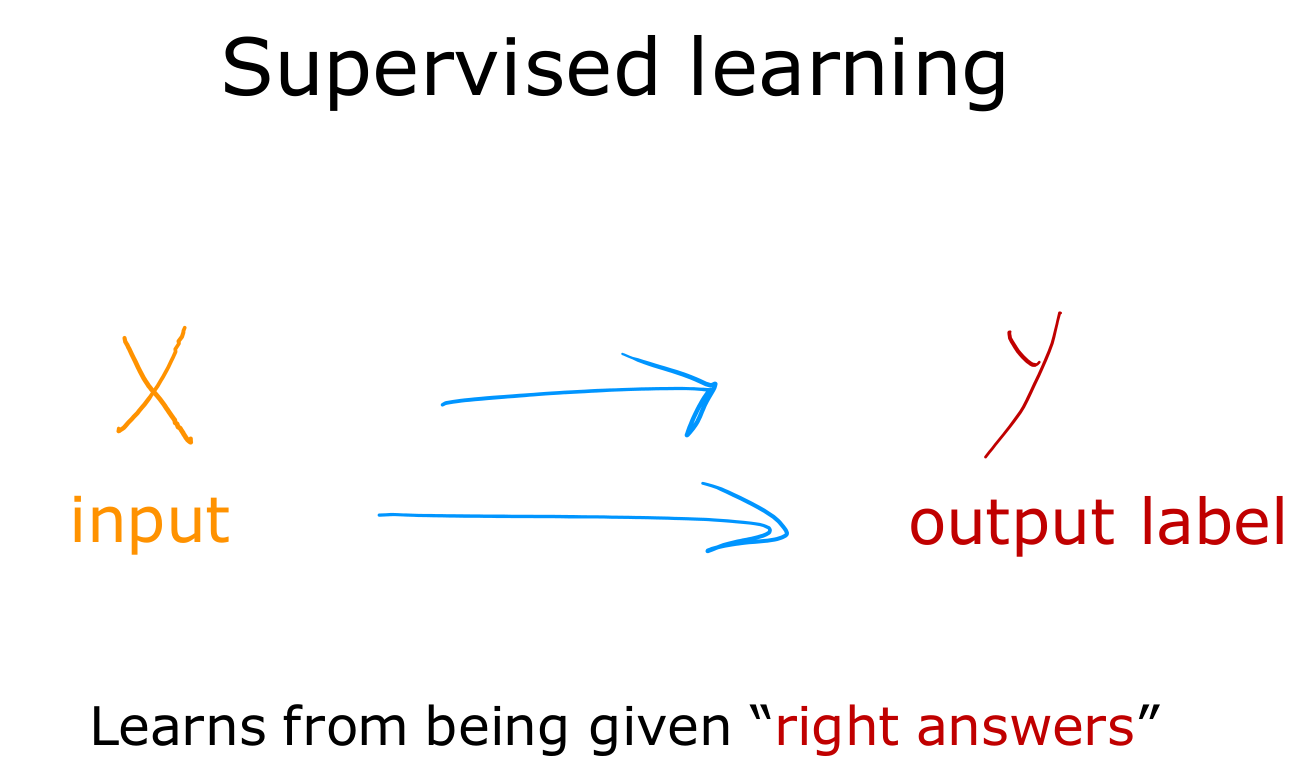 Supervised learning
X y
input output label
Learns from being given “right answers”